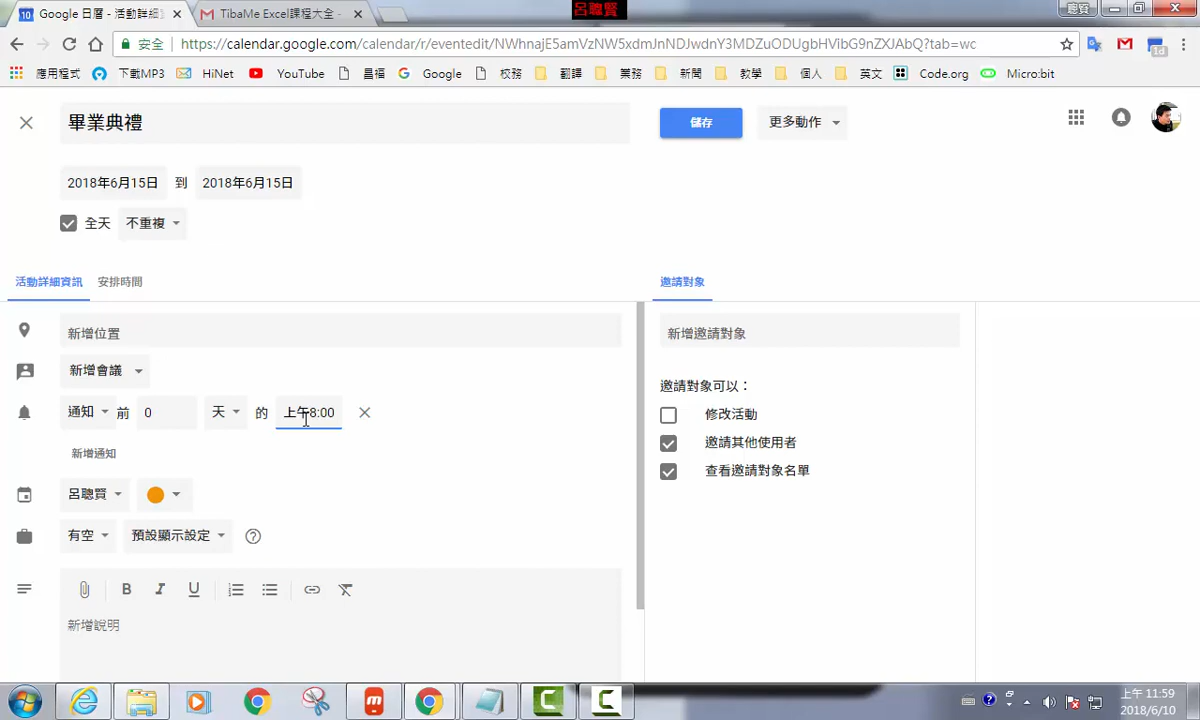 呂聰賢
Google 日曆 - 活動詳細資
TibaMe Excel課程大全 -
聰賢
安全
https://calendar.google.com/calendar/r/eventedit/NWhnajE5amVzNW5xdmJnNDJwdnY3MDZuODUgbHVibG9nZXJAbQ?tab=wc
應用程式
下載MP3
HiNet
YouTube
昌福
Google
校務
翻譯
業務
新聞
教學
個人
英文
Code.org
Micro:bit
畢業典禮
儲存
更多動作
2018年6月15日 到 2018年6月15日
全天 不重複
活動詳細資訊 安排時間
邀請對象
新增位置
新增邀請對象
新增會議
邀請對象可以：
通知 前 0 天 的 上午8:00
修改活動
邀請其他使用者
新增通知
查看邀請對象名單
呂聰賢
有空 預設顯示設定
B I U
新增說明
上午 11:59
2018/6/10